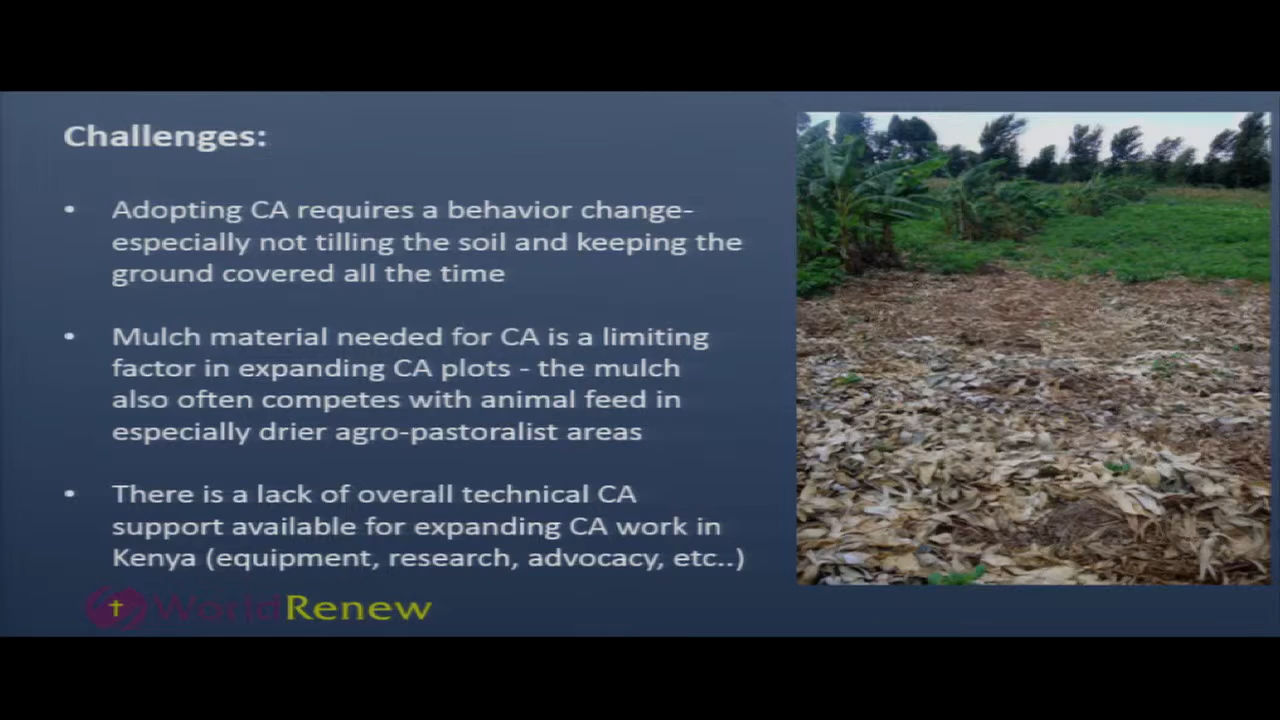 Challenges:
• Adopting CA requires a behavior change-
especially not tilling the soil and keeping the
ground covered all the time
• Mulch material needed for CA is a limiting
factor in expanding CA plots - the mulch
also often competes with animal feed in
especially drier agro-pastoralist areas
• There is a lack of overall technical CA
support available for expanding CA work in
Kenya (equipment, research, advocacy, etc..)
WorldRenew